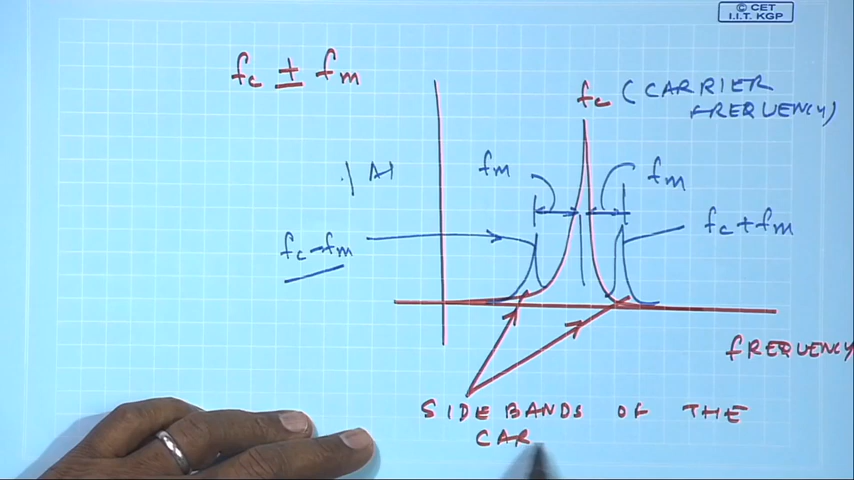 © CET
I.I.T. KGP
fc ± fm
fc (CARRIER
FREQUENCY)
|A|
fm
fm
fc + fm
fc - fm
FREQUENCY
SIDE BANDS OF THE
CAR